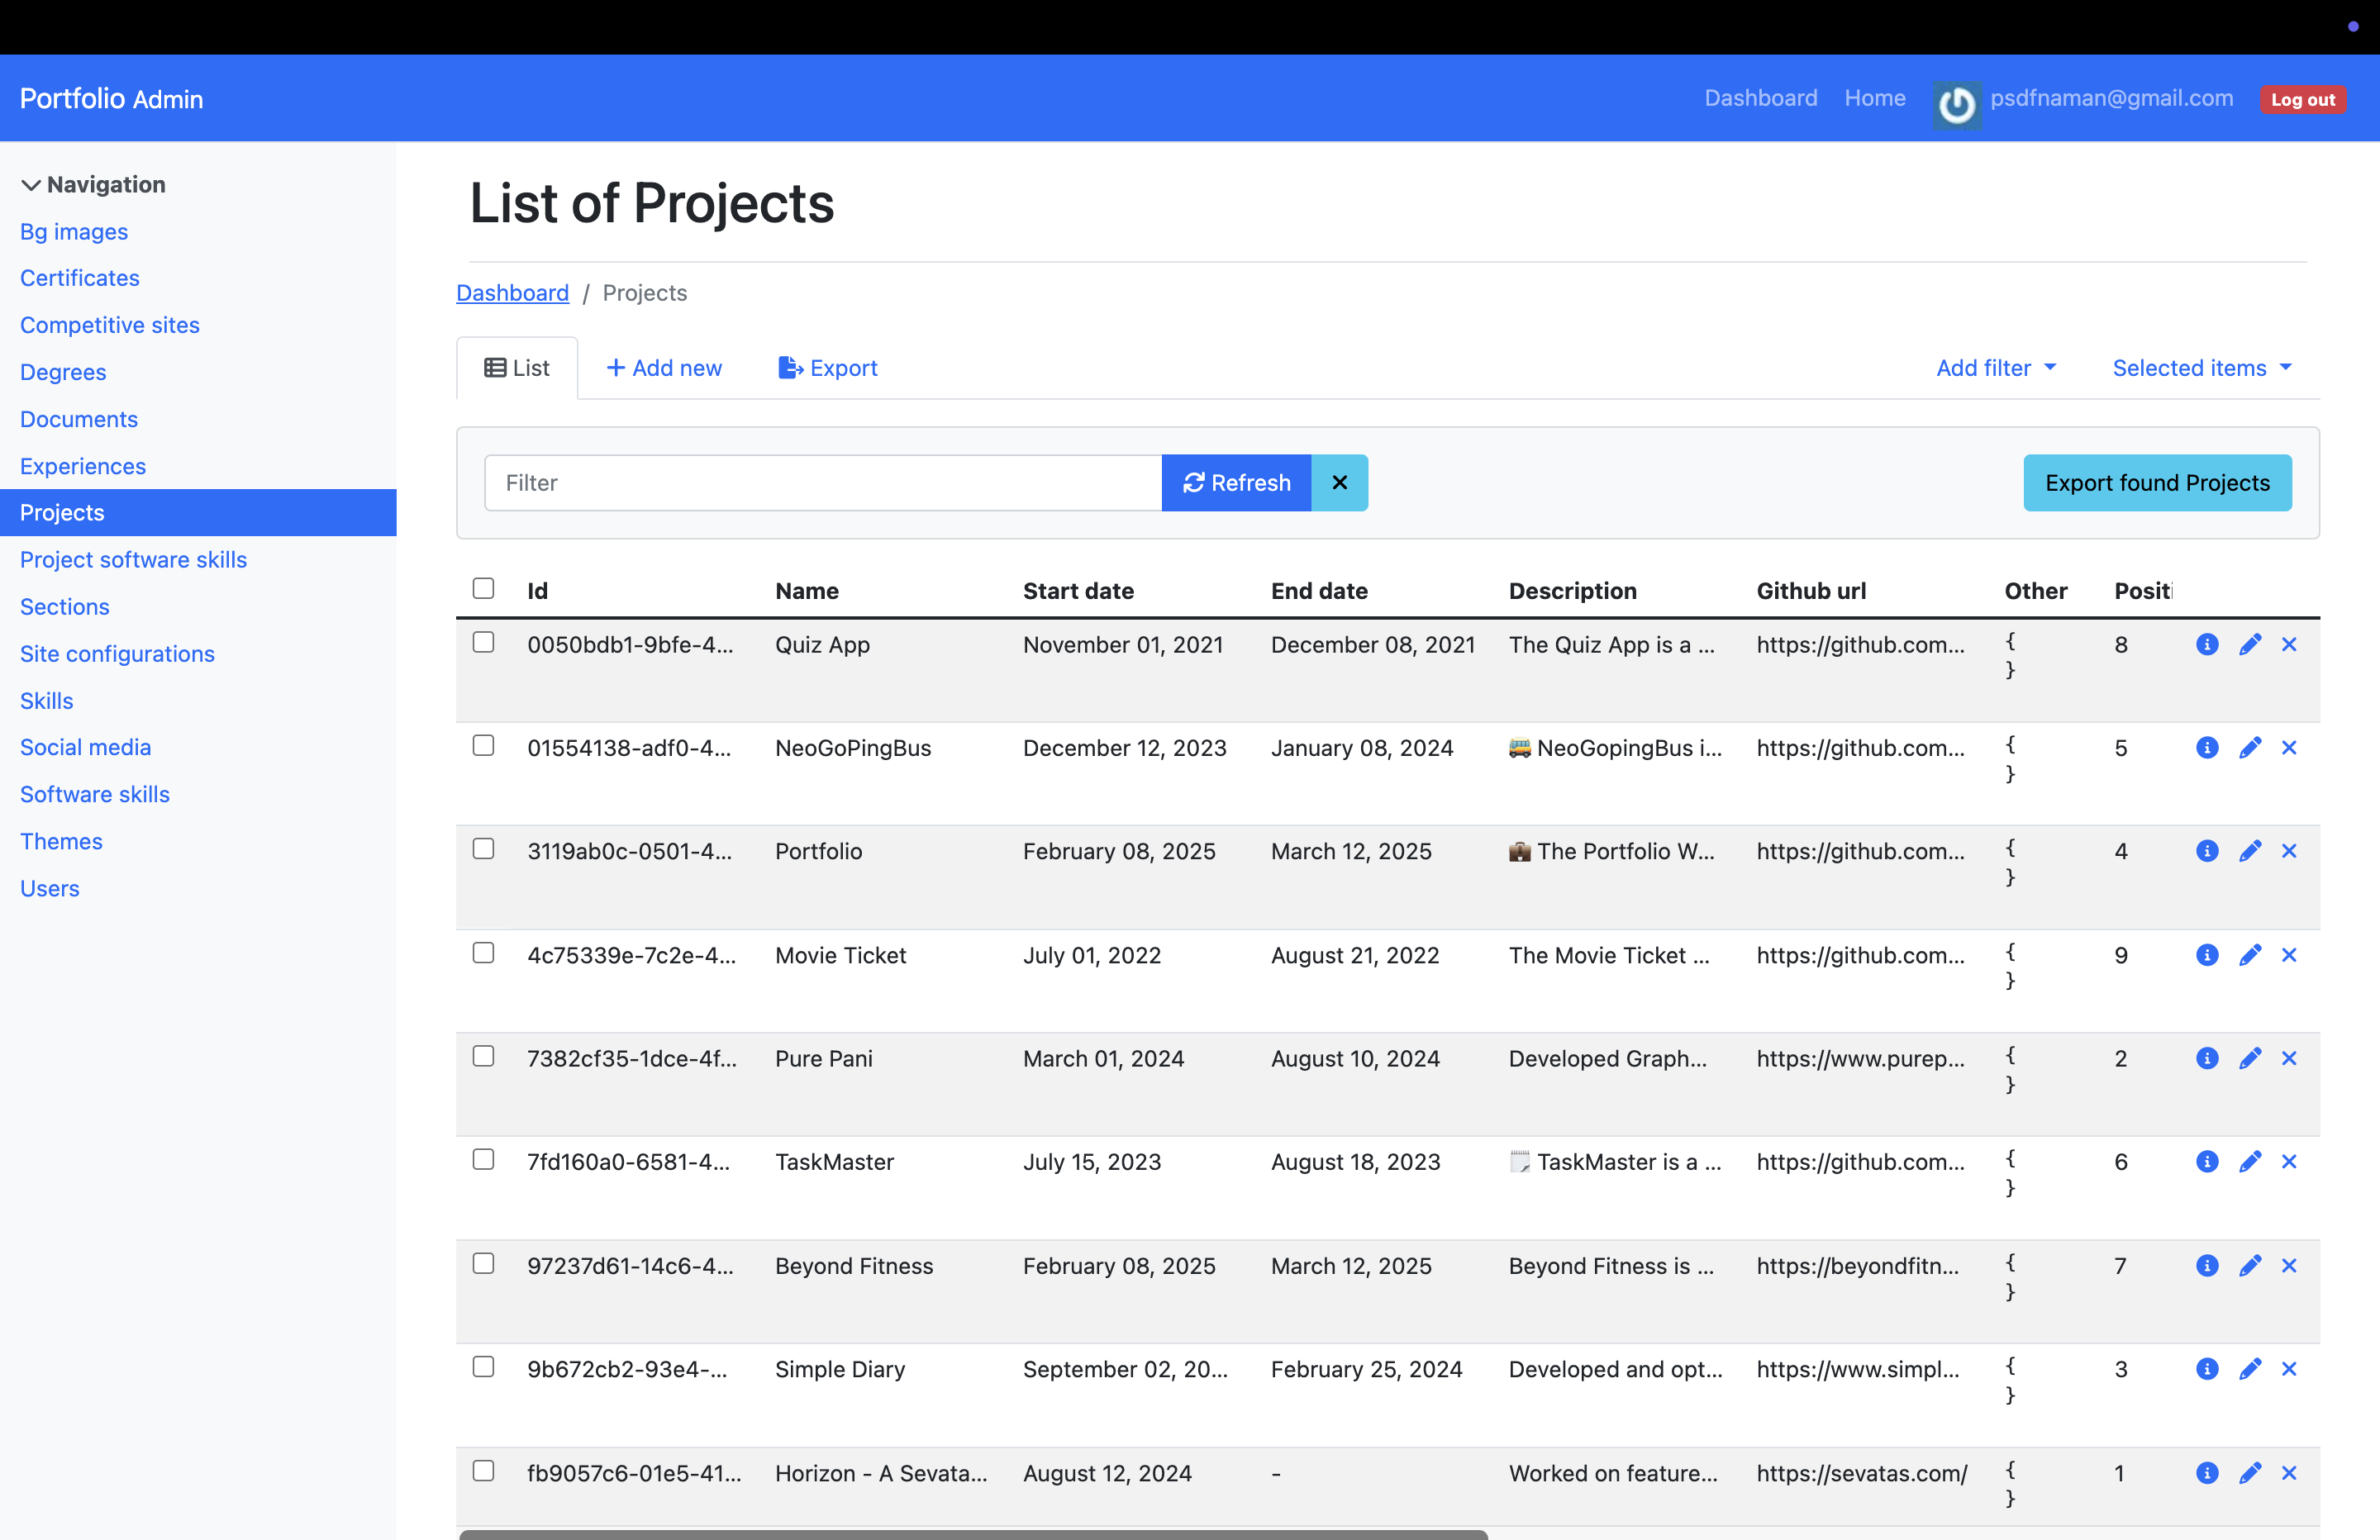 Portfolio Admin
Dashboard Home psdfnaman@gmail.com Log out
Navigation
Bg images
Certificates
Competitive sites
Degrees
Documents
Experiences
Projects
Project software skills
Sections
Site configurations
Skills
Social media
Software skills
Themes
Users
List of Projects
Dashboard / Projects
List + Add new Export Add filter Selected items
Filter Refresh × Export found Projects
Id Name Start date End date Description Github url Other Positi
0050bdb1-9bfe-4... Quiz App November 01, 2021 December 08, 2021 The Quiz App is a ... https://github.com... { 8
}
01554138-adf0-4... NeoGoPingBus December 12, 2023 January 08, 2024 🚌 NeoGopingBus i... https://github.com... { 5
}
3119ab0c-0501-4... Portfolio February 08, 2025 March 12, 2025 💼 The Portfolio W... https://github.com... { 4
}
4c75339e-7c2e-4... Movie Ticket July 01, 2022 August 21, 2022 The Movie Ticket ... https://github.com... { 9
}
7382cf35-1dce-4f... Pure Pani March 01, 2024 August 10, 2024 Developed Graph... https://www.purep... { 2
}
7fd160a0-6581-4... TaskMaster July 15, 2023 August 18, 2023 🗒️ TaskMaster is a ... https://github.com... { 6
}
97237d61-14c6-4... Beyond Fitness February 08, 2025 March 12, 2025 Beyond Fitness is ... https://beyondfitn... { 7
}
9b672cb2-93e4-... Simple Diary September 02, 20... February 25, 2024 Developed and opt... https://www.simpl... { 3
}
fb9057c6-01e5-41... Horizon - A Sevata... August 12, 2024 - Worked on feature... https://sevatas.com/ { 1
}